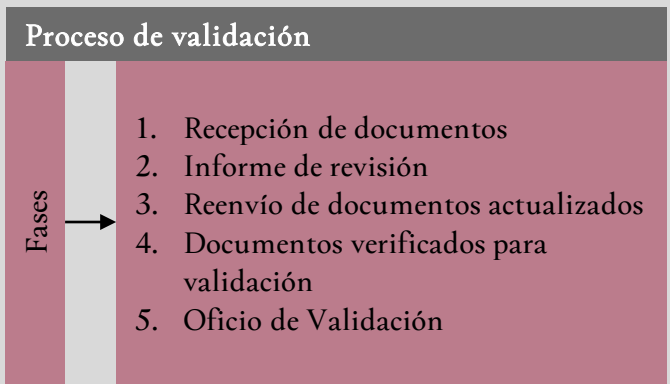 Proceso de validación
Fases
1. Recepción de documentos
2. Informe de revisión
3. Reenvío de documentos actualizados
4. Documentos verificados para
validación
5. Oficio de Validación